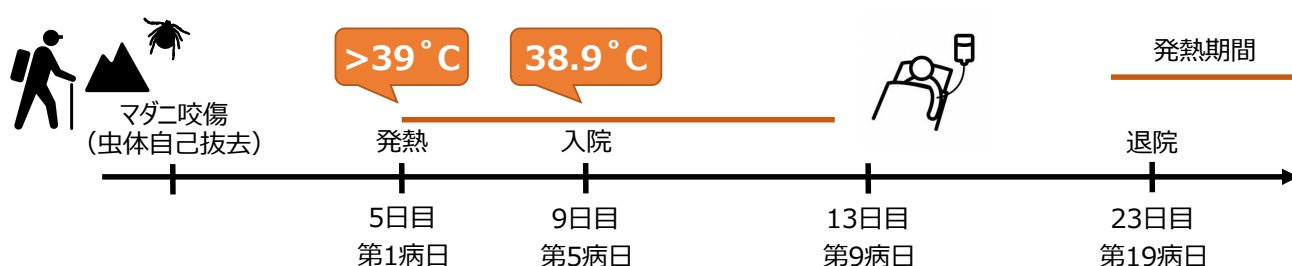 >39˚C
38.9˚C
発熱期間
マダニ咬傷
（虫体自己抜去）
発熱
入院
退院
5日目
9日目
13日目
23日目
第1病日
第5病日
第9病日
第19病日